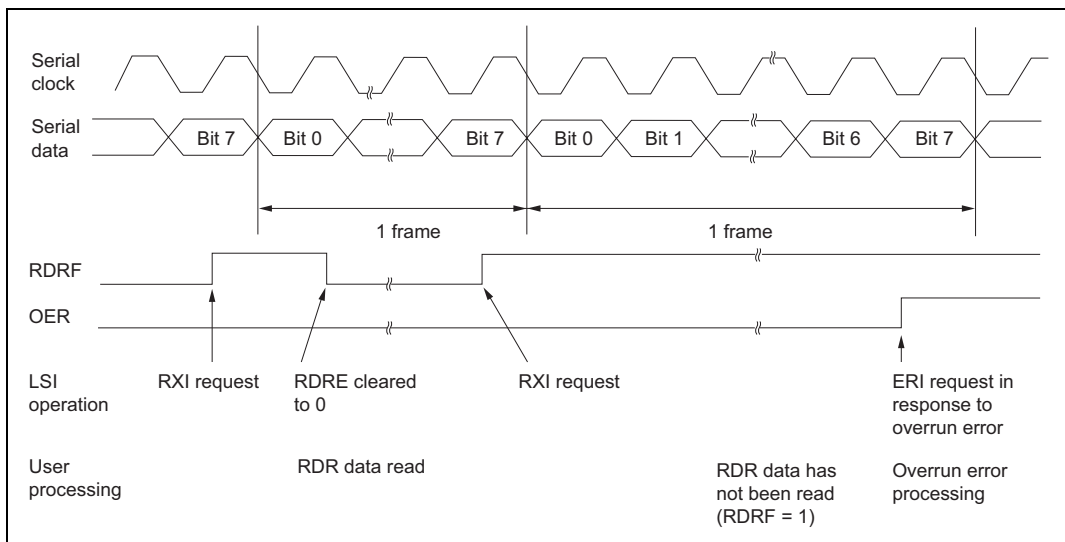 Serial
clock
Serial
data
Bit 7
Bit 0
Bit 7
Bit 0
Bit 1
Bit 6
Bit 7
1 frame
1 frame
RDRF
OER
LSI
operation
RXI request
RDRE cleared
to 0
RXI request
ERI request in
response to
overrun error
User
processing
RDR data read
RDR data has
not been read
(RDRF = 1)
Overrun error
processing